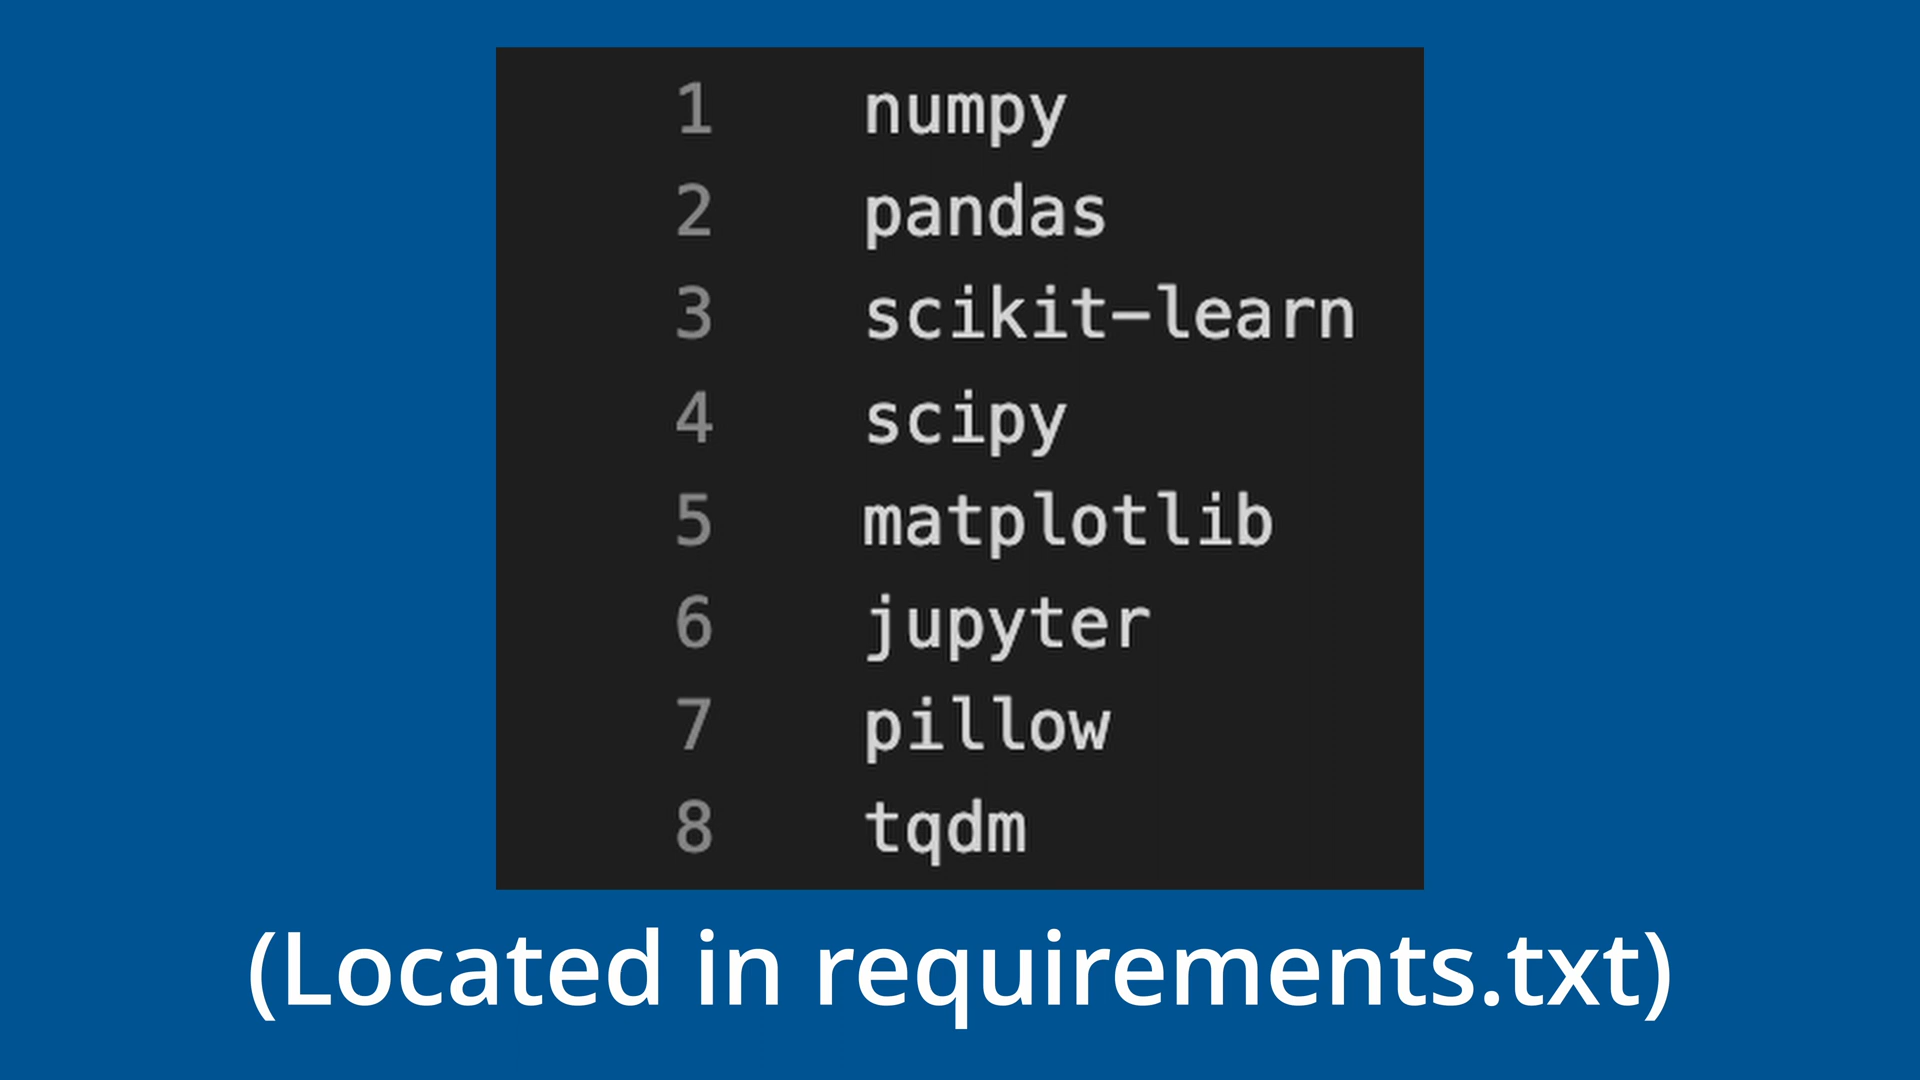 1 numpy
2 pandas
3 scikit-learn
4 scipy
5 matplotlib
6 jupyter
7 pillow
8 tqdm
(Located in requirements.txt)